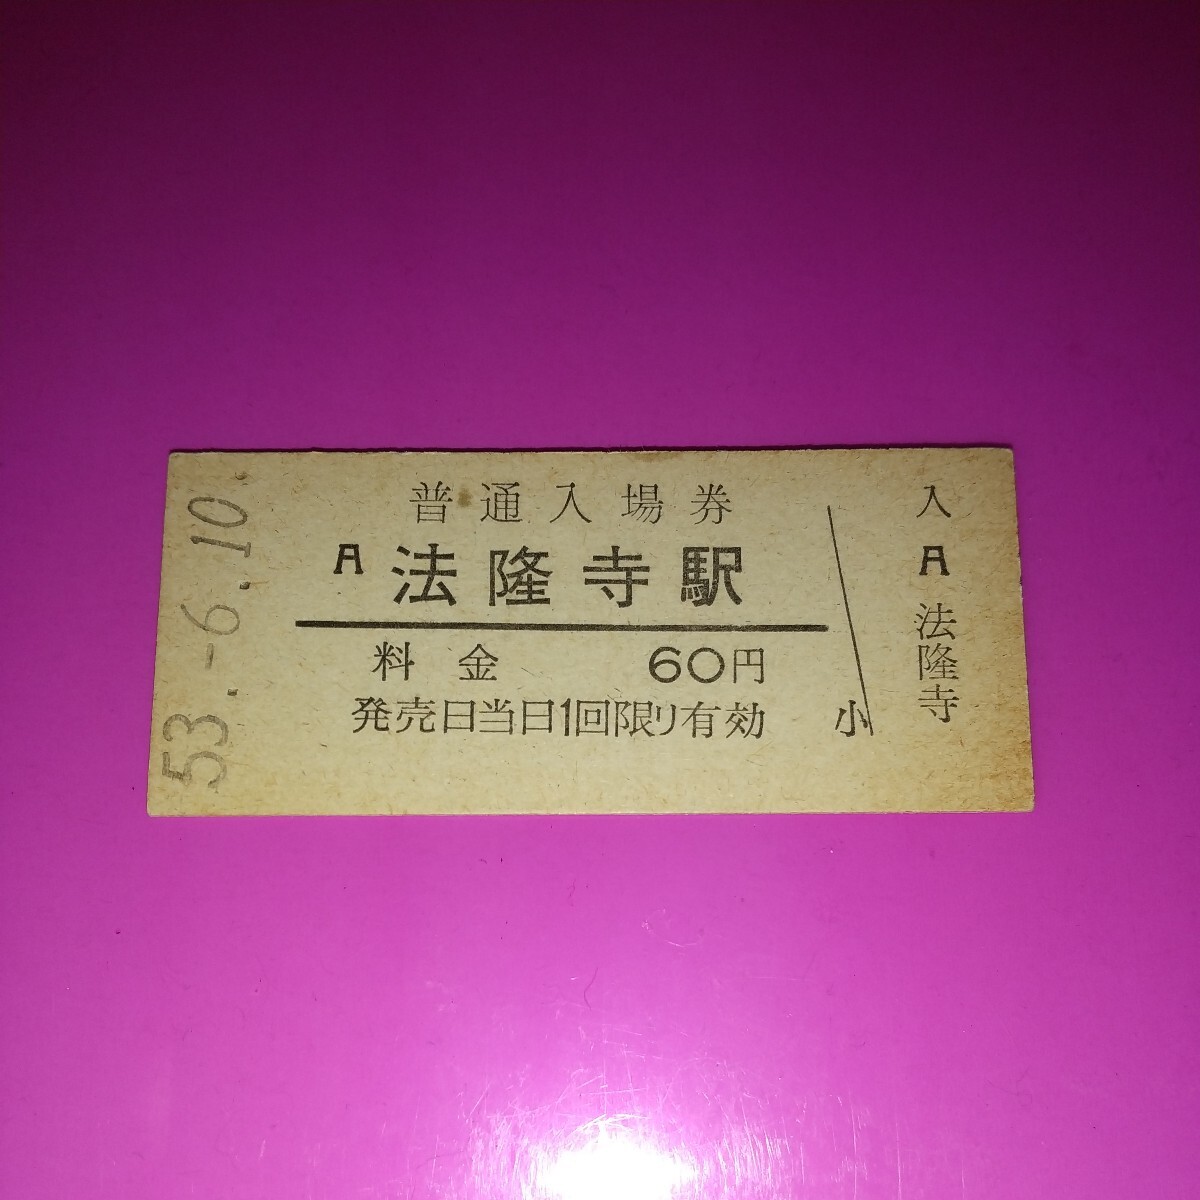 53.-6.10.
普通入場券
A 法隆寺駅
料金 60円
発売日当日1回限り有効
小
入
A
法隆寺